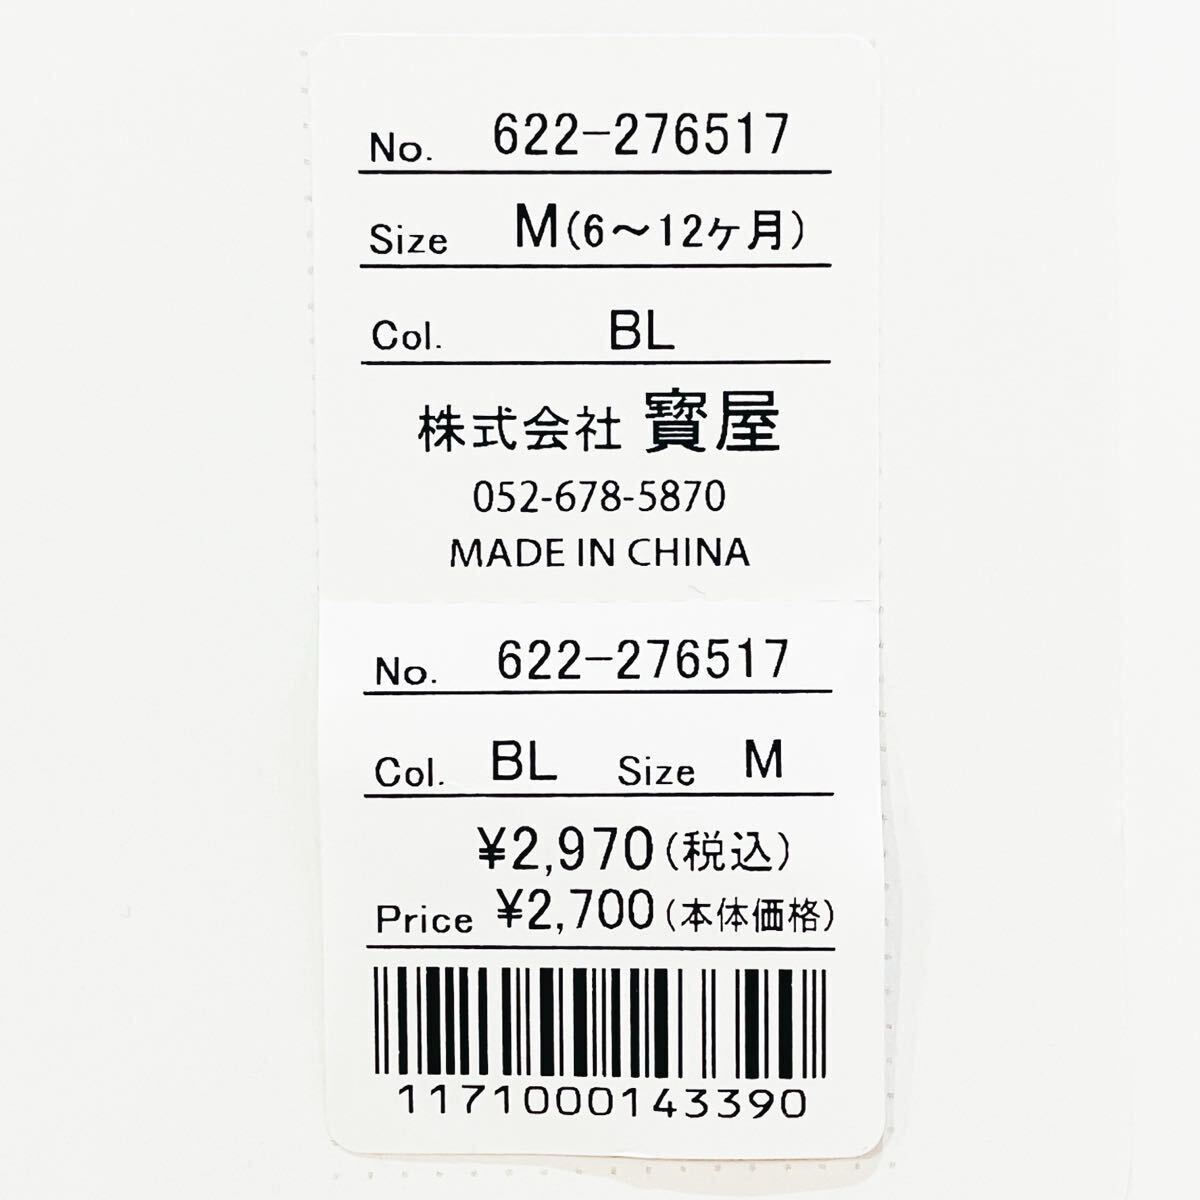 No. 622-276517
Size M(6～12ヶ月)
Col. BL
株式会社 寳屋
052-678-5870
MADE IN CHINA
No. 622-276517
Col. BL Size M
¥2,970(税込)
Price ¥2,700(本体価格)
1171000143390